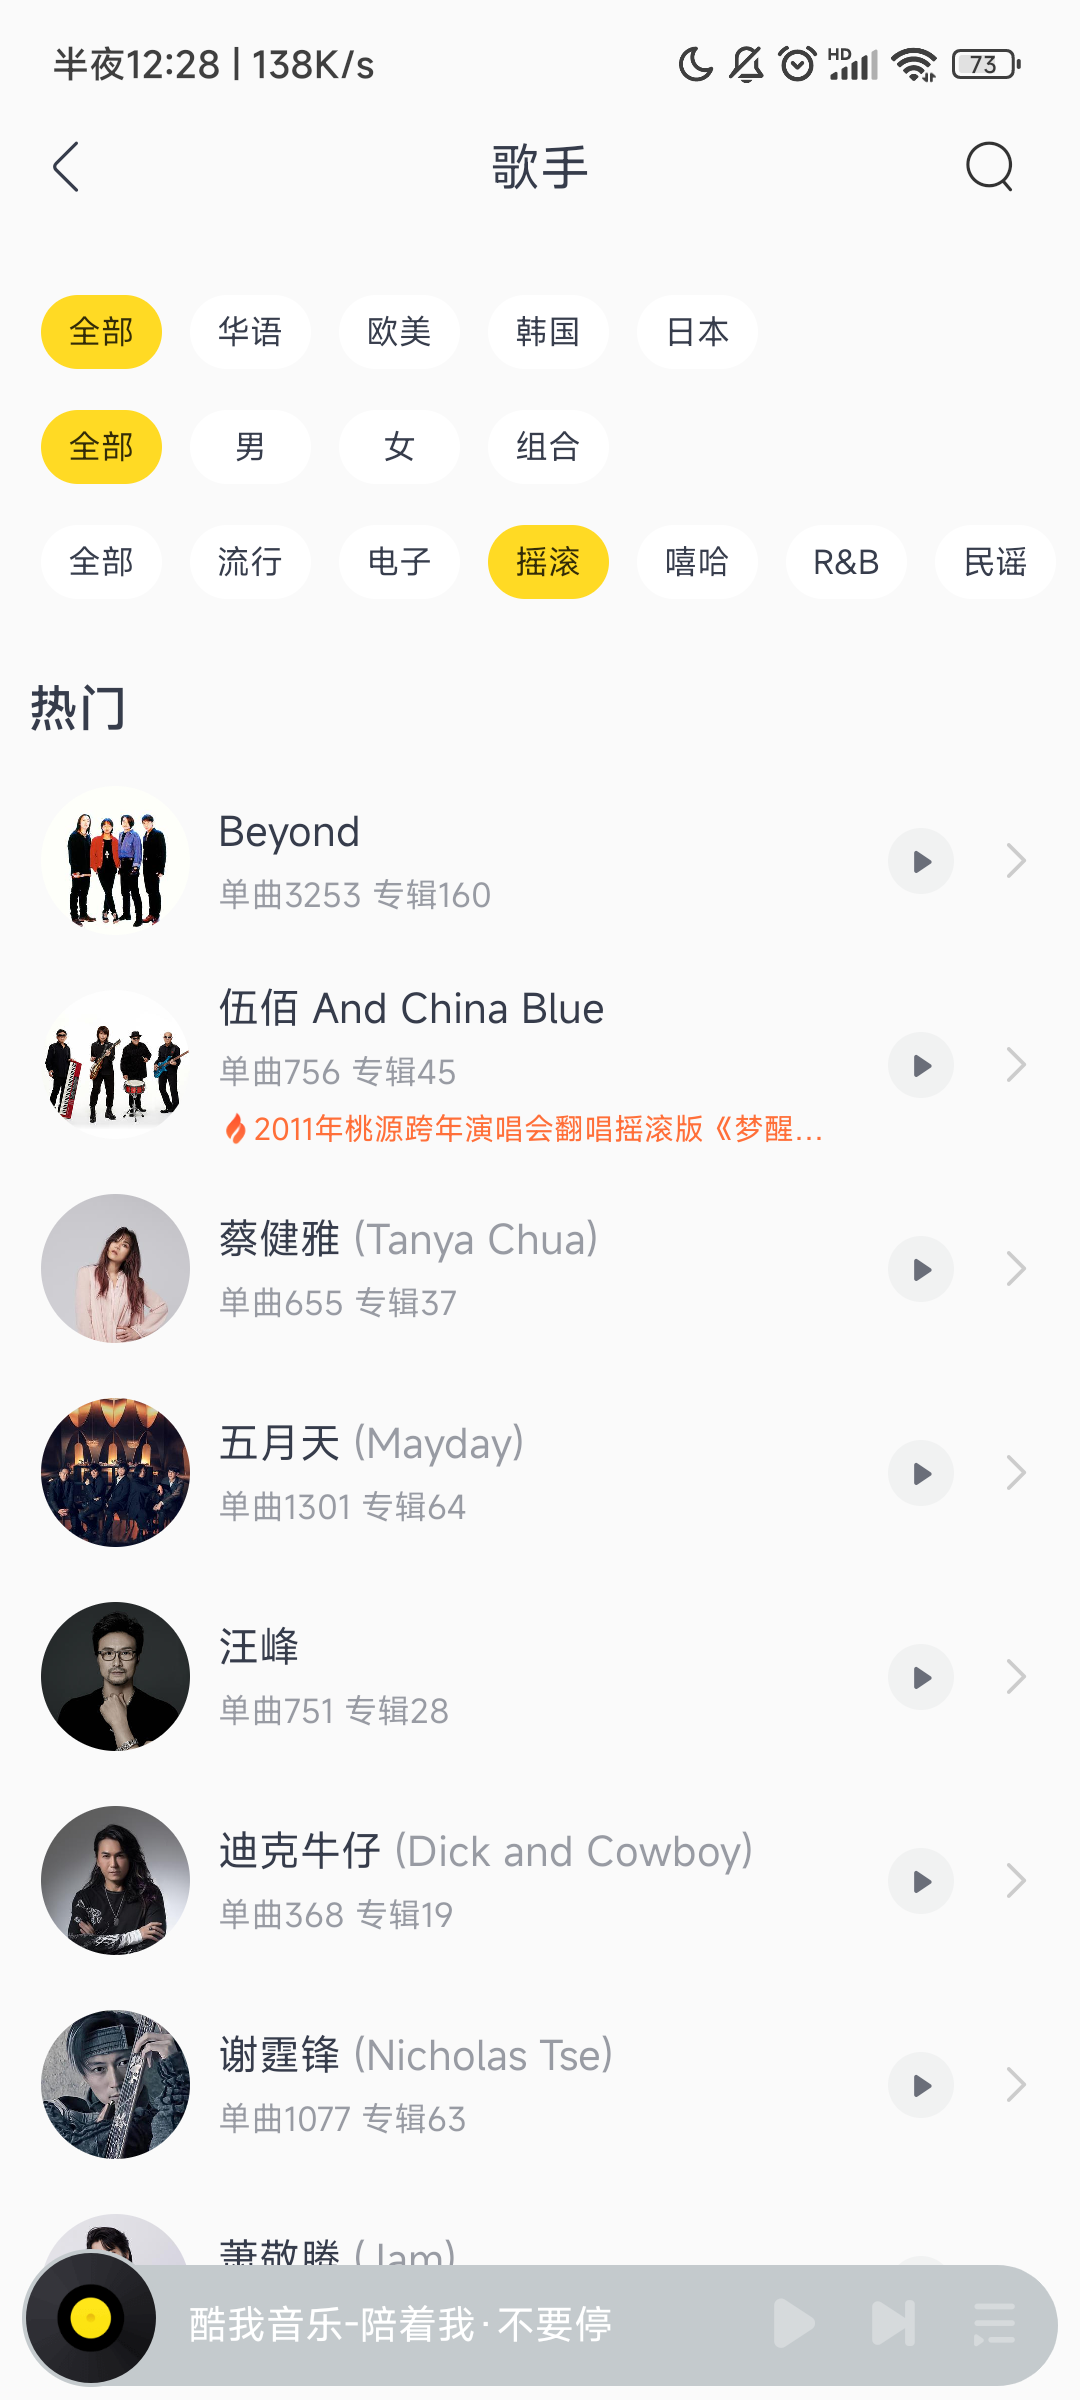 半夜12:28 | 138K/s
HD
73
歌手
全部 华语 欧美 韩国 日本
全部 男 女 组合
全部 流行 电子 摇滚 嘻哈 R&B 民谣
热门
Beyond
单曲3253 专辑160
伍佰 And China Blue
单曲756 专辑45
2011年桃源跨年演唱会翻唱摇滚版《梦醒...
蔡健雅 (Tanya Chua)
单曲655 专辑37
五月天 (Mayday)
单曲1301 专辑64
汪峰
单曲751 专辑28
迪克牛仔 (Dick and Cowboy)
单曲368 专辑19
谢霆锋 (Nicholas Tse)
单曲1077 专辑63
萧敬腾 (Jam)
酷我音乐-陪着我·不要停